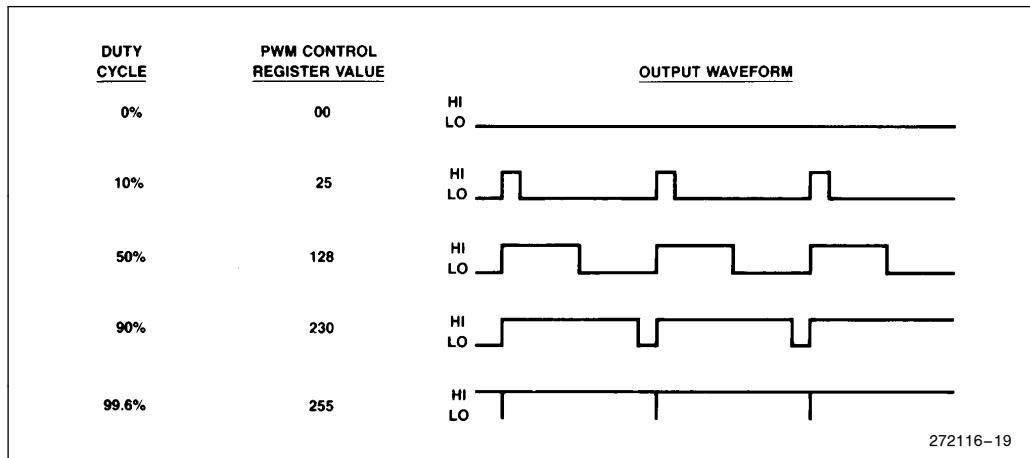 DUTY CYCLE PWM CONTROL REGISTER VALUE OUTPUT WAVEFORM
0% 00 HI LO
10% 25 HI LO
50% 128 HI LO
90% 230 HI LO
99.6% 255 HI LO
272116–19